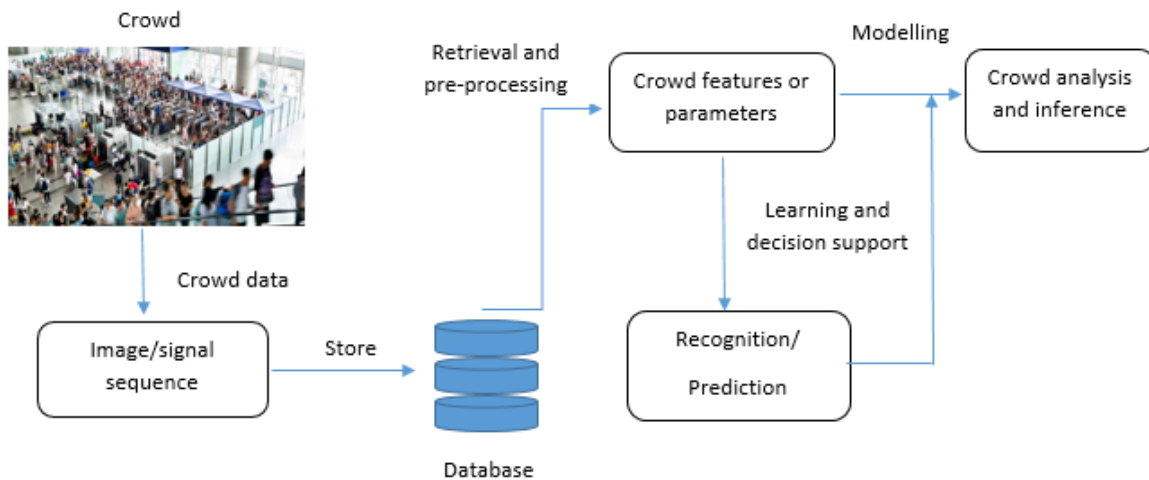 Crowd
Crowd data
Image/signal
sequence
Store
Database
Retrieval and
pre-processing
Crowd features or
parameters
Modelling
Crowd analysis
and inference
Learning and
decision support
Recognition/
Prediction